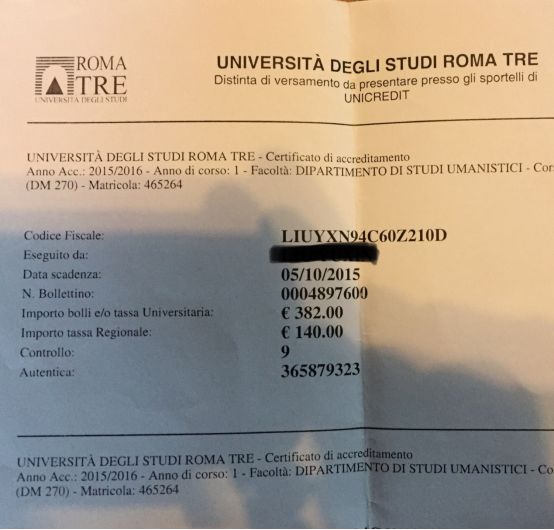 ROMA
TRE
UNIVERSITÀ DEGLI STUDI
UNIVERSITÀ DEGLI STUDI ROMA TRE
Distinta di versamento da presentare presso gli sportelli di
UNICREDIT
UNIVERSITÀ DEGLI STUDI ROMA TRE - Certificato di accreditamento
Anno Acc.: 2015/2016 - Anno di corso: 1 - Facoltà: DIPARTIMENTO DI STUDI UMANISTICI -
(DM 270) - Matricola: 465264
Codice Fiscale: LIUYXN94C60Z210D
Eseguito da:
Data scadenza: 05/10/2015
N. Bollettino: 0004897600
Importo bolli e/o tassa Universitaria: € 382.00
Importo tassa Regionale: € 140.00
Controllo: 9
Autentica: 365879323
UNIVERSITÀ DEGLI STUDI ROMA TRE - Certificato di accreditamento
Anno Acc.: 2015/2016 - Anno di corso: 1 - Facoltà: DIPARTIMENTO DI STUDI UMANISTICI -
(DM 270) - Matricola: 465264